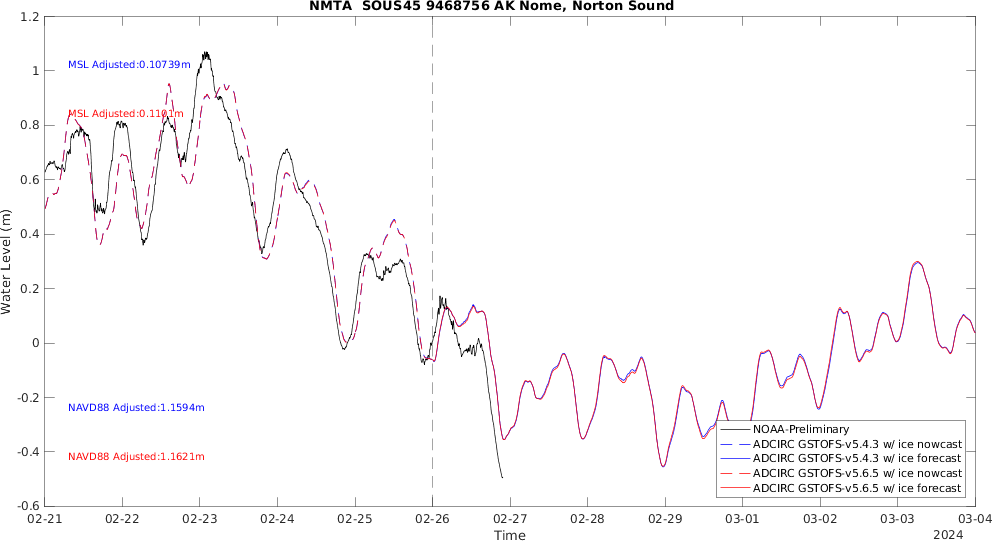 NMTA SOUS45 9468756 AK Nome, Norton Sound
1.2
1
0.8
0.6
0.4
0.2
0
-0.2
-0.4
-0.6
Water Level (m)
MSL Adjusted:0.10739m
MSL Adjusted:0.1101m
NAVD88 Adjusted:1.1594m
NAVD88 Adjusted:1.1621m
NOAA-Preliminary
ADCIRC GSTOFS-v5.4.3 w/ ice nowcast
ADCIRC GSTOFS-v5.4.3 w/ ice forecast
ADCIRC GSTOFS-v5.6.5 w/ ice nowcast
ADCIRC GSTOFS-v5.6.5 w/ ice forecast
02-21 02-22 02-23 02-24 02-25 02-26 02-27 02-28 02-29 03-01 03-02 03-03 03-04
Time
2024